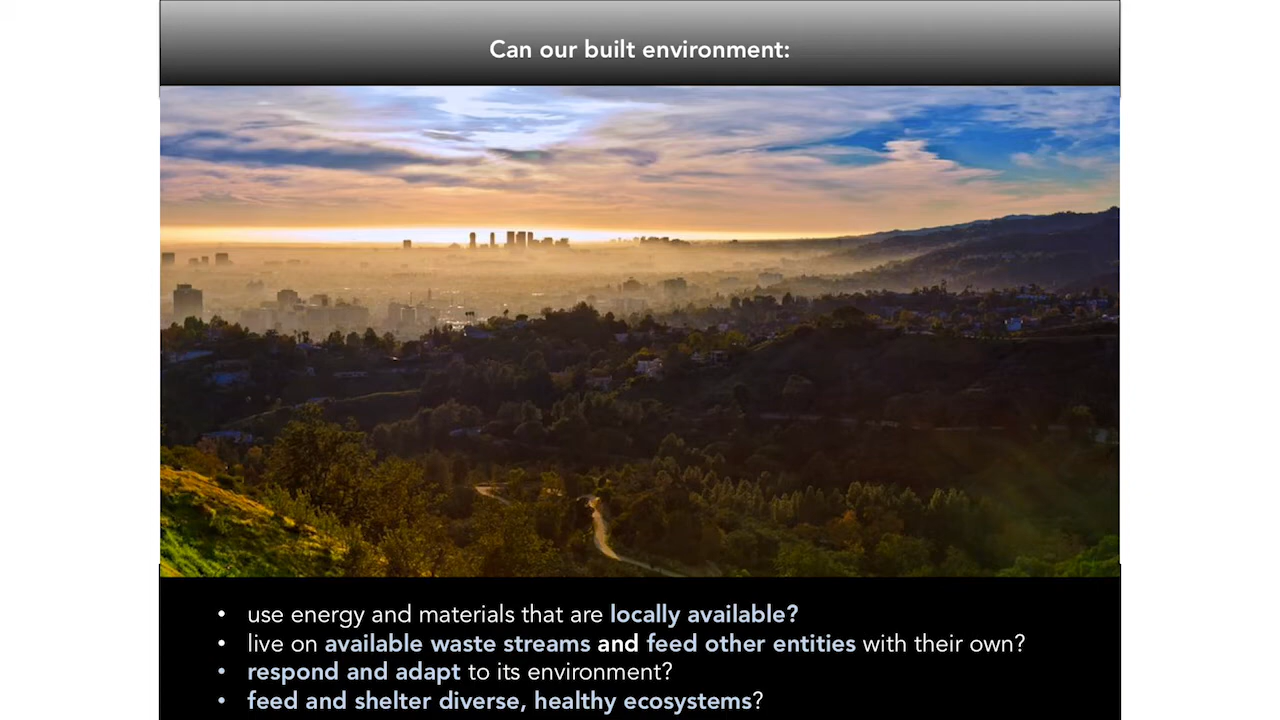 Can our built environment:
• use energy and materials that are locally available?
• live on available waste streams and feed other entities with their own?
• respond and adapt to its environment?
• feed and shelter diverse, healthy ecosystems?